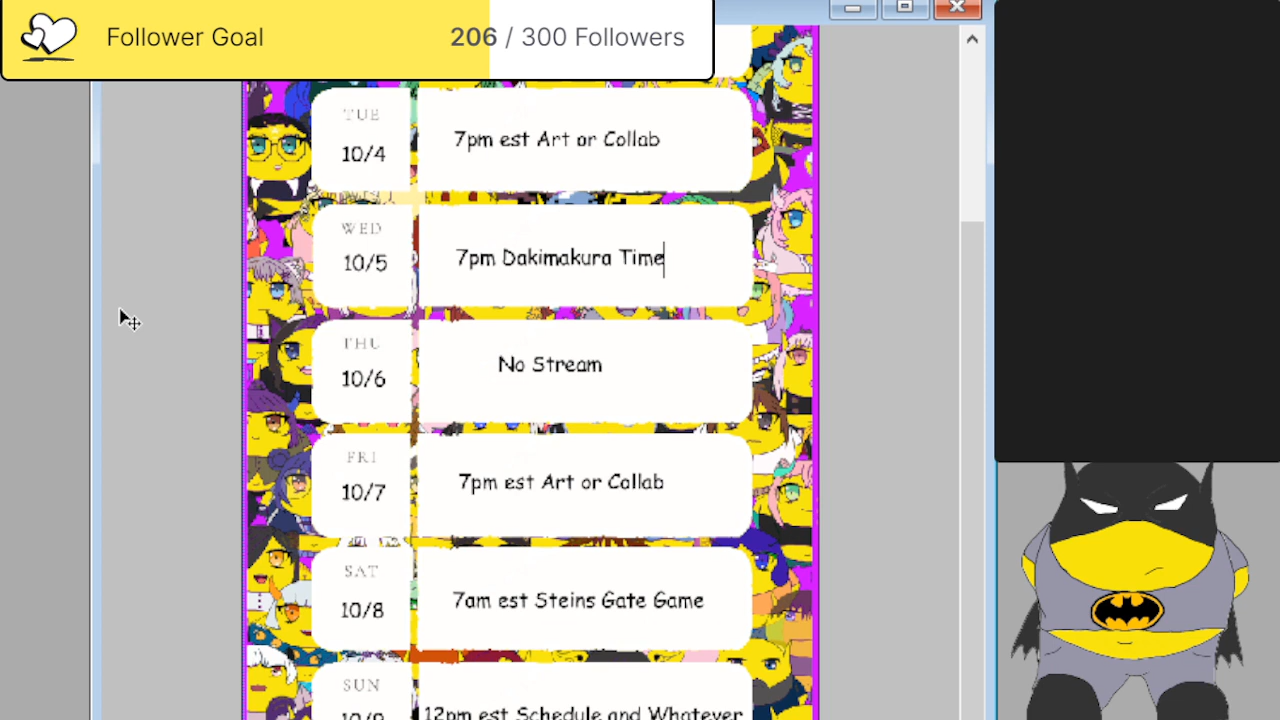 Follower Goal 206 / 300 Followers
TUE
10/4
7pm est Art or Collab
WED
10/5
7pm Dakimakura Time
THU
10/6
No Stream
FRI
10/7
7pm est Art or Collab
SAT
10/8
7am est Steins Gate Game
SUN
10/9
12pm est Schedule and Whatever